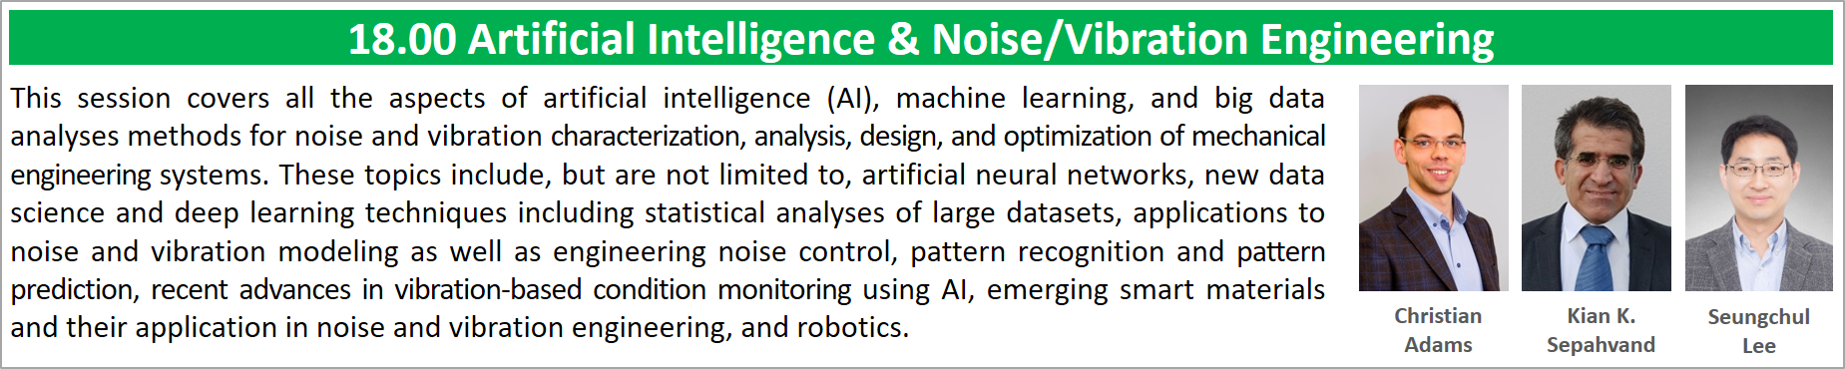 18.00 Artificial Intelligence & Noise/Vibration Engineering
This session covers all the aspects of artificial intelligence (AI), machine learning, and big data
analyses methods for noise and vibration characterization, analysis, design, and optimization of mechanical
engineering systems. These topics include, but are not limited to, artificial neural networks, new data
science and deep learning techniques including statistical analyses of large datasets, applications to
noise and vibration modeling as well as engineering noise control, pattern recognition and pattern
prediction, recent advances in vibration-based condition monitoring using AI, emerging smart materials
and their application in noise and vibration engineering, and robotics.
Christian
Adams
Kian K.
Sepahvand
Seungchul
Lee